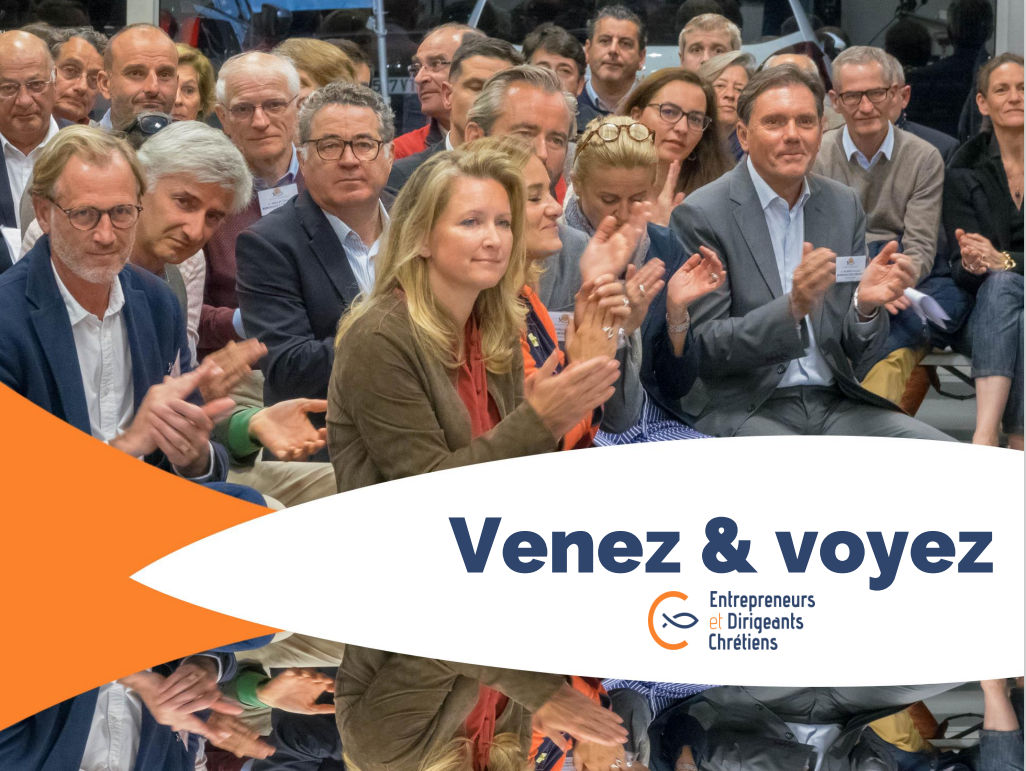 Venez & voyez
Entrepreneurs
et Dirigeants
Chrétiens